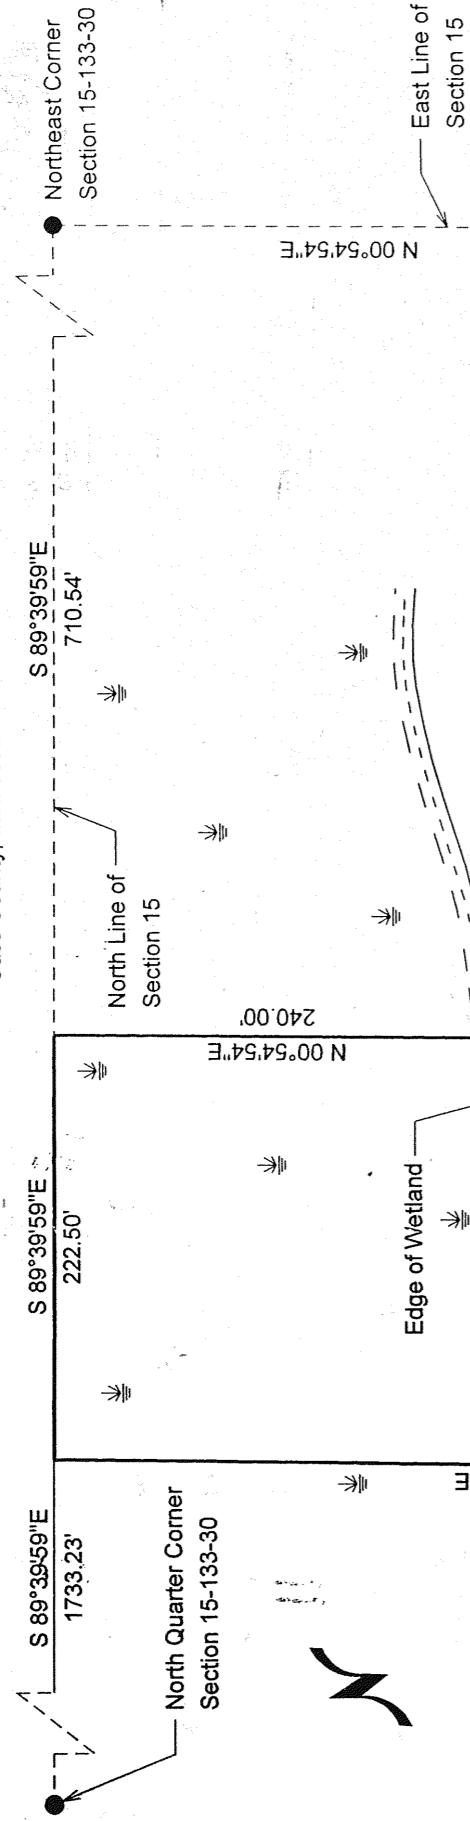 S 89°39'59"E
1733.23'
North Quarter Corner
Section 15-133-30
S 89°39'59"E
222.50'
N 00°54'54"E
240.00'
Edge of Wetland
E
S 89°39'59"E
710.54'
North Line of
Section 15
Northeast Corner
Section 15-133-30
N 00°54'54"E
East Line of
Section 15
N